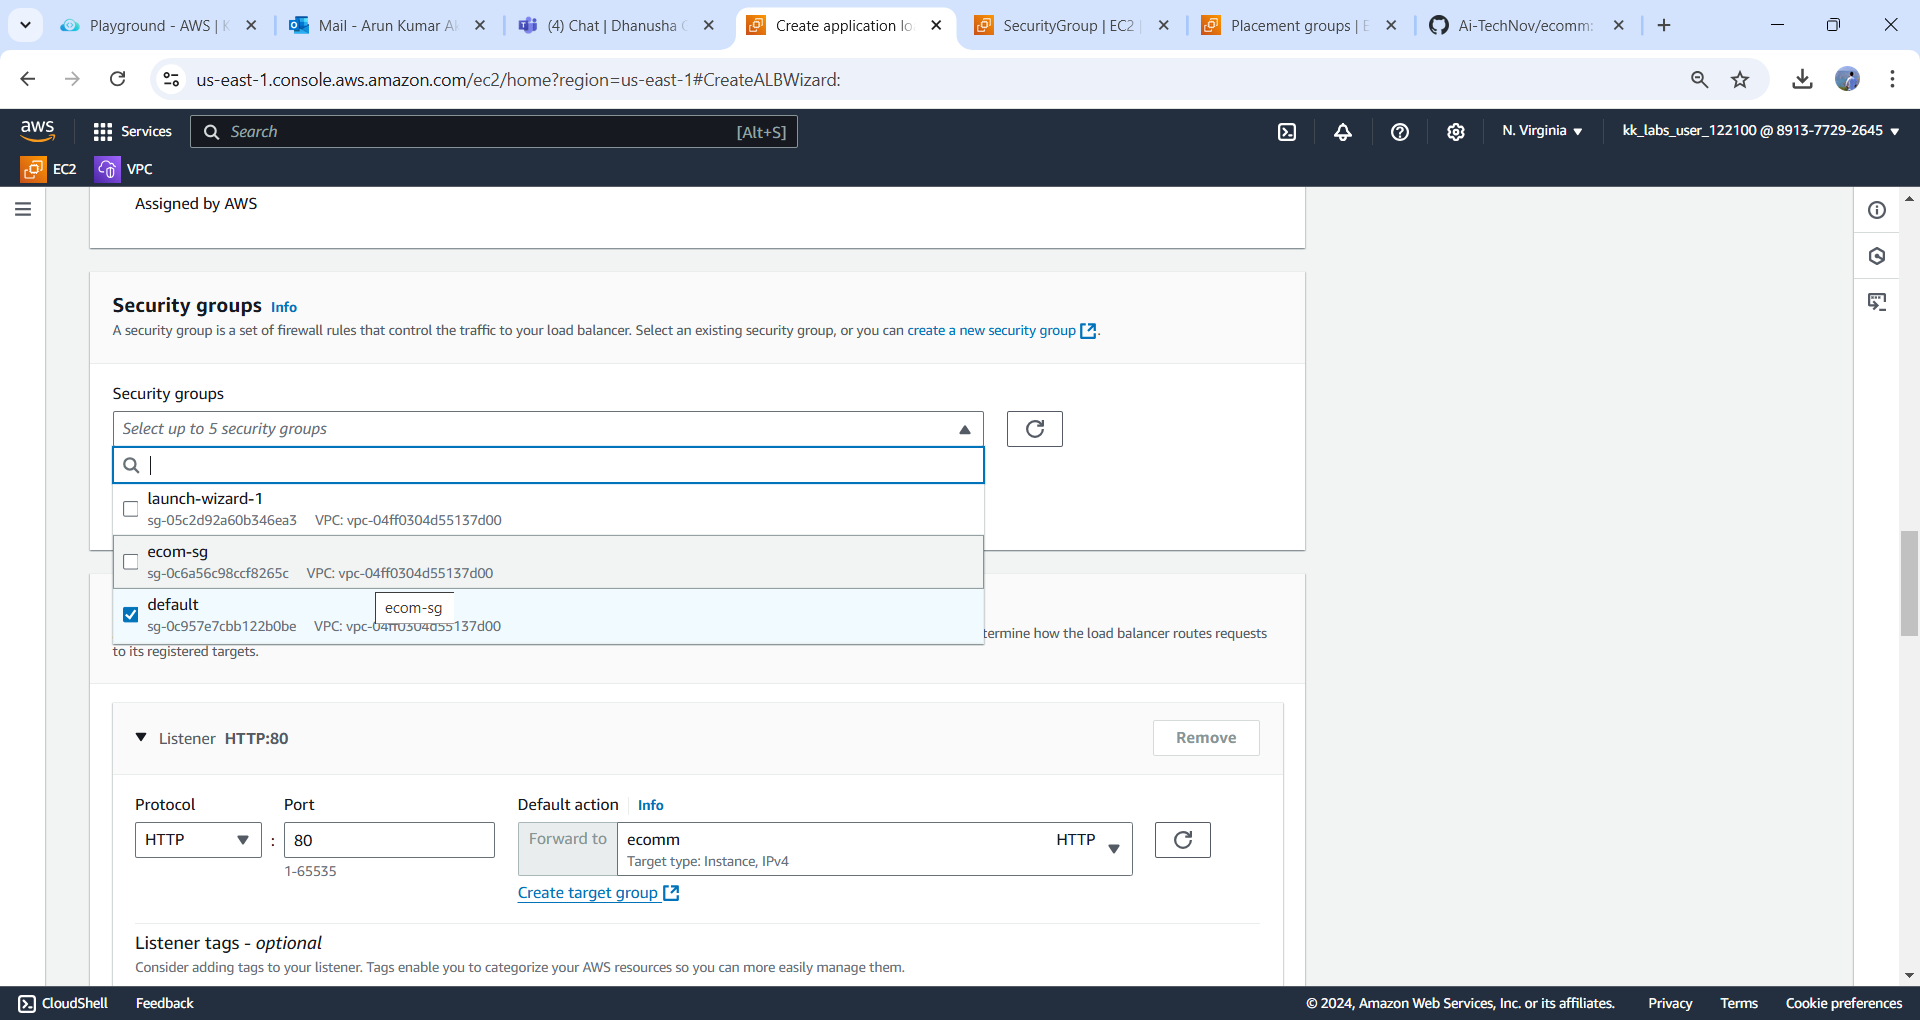 Playground - AWS | K
Mail - Arun Kumar Ak
(4) Chat | Dhanusha G
Create application lo
SecurityGroup | EC2 |
Placement groups | E
Ai-TechNov/ecomm:
us-east-1.console.aws.amazon.com/ec2/home?region=us-east-1#CreateALBWizard:
aws
Services
Search
[Alt+S]
N. Virginia ▼
kk_labs_user_122100 @ 8913-7729-2645 ▼
EC2
VPC
Assigned by AWS
Security groups Info
A security group is a set of firewall rules that control the traffic to your load balancer. Select an existing security group, or you can create a new security group.
Security groups
Select up to 5 security groups
launch-wizard-1
sg-05c2d92a60b346ea3 VPC: vpc-04ff0304d55137d00
ecom-sg
sg-0c6a56c98ccf8265c VPC: vpc-04ff0304d55137d00
default
ecom-sg
sg-0c957e7cbb122b0be VPC: vpc-04ff0304d55137d00
termine how the load balancer routes requests
to its registered targets.
Listener HTTP:80
Remove
Protocol
Port
Default action
Info
HTTP
:
80
Forward to
ecomm
HTTP
Target type: Instance, IPv4
1-65535
Create target group
Listener tags - optional
Consider adding tags to your listener. Tags enable you to categorize your AWS resources so you can more easily manage them.
CloudShell
Feedback
© 2024, Amazon Web Services, Inc. or its affiliates.
Privacy
Terms
Cookie preferences